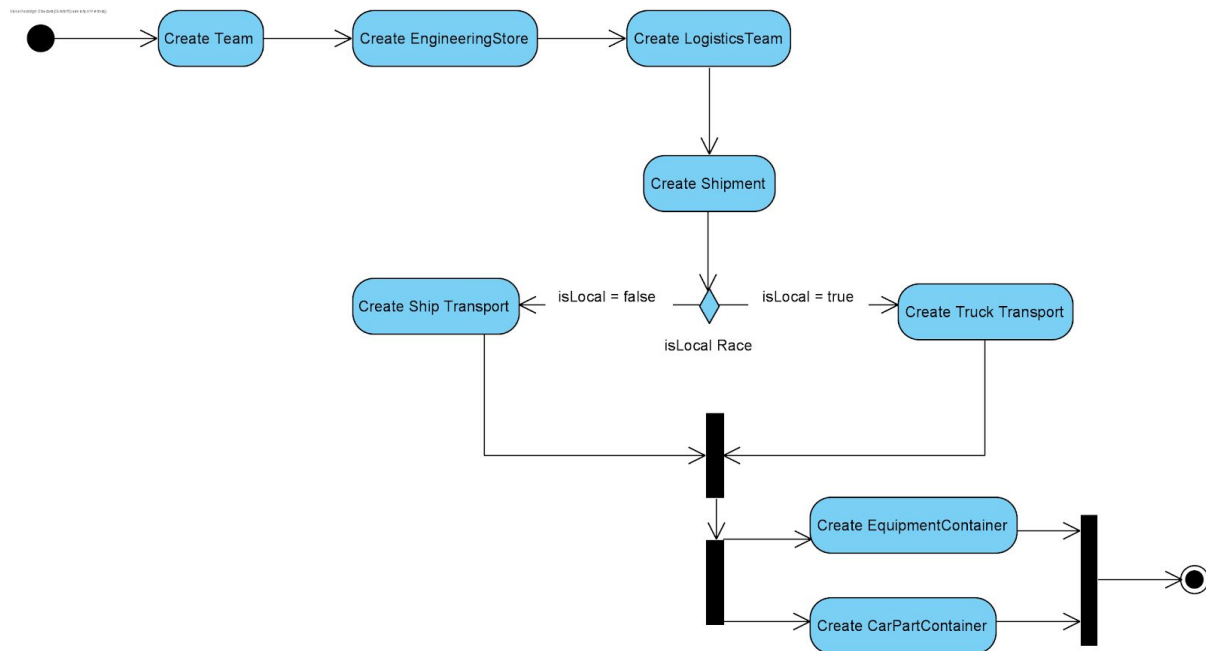 Create Team
Create EngineeringStore
Create LogisticsTeam
Create Shipment
Create Ship Transport
isLocal = false
isLocal = true
Create Truck Transport
isLocal Race
Create EquipmentContainer
Create CarPartContainer